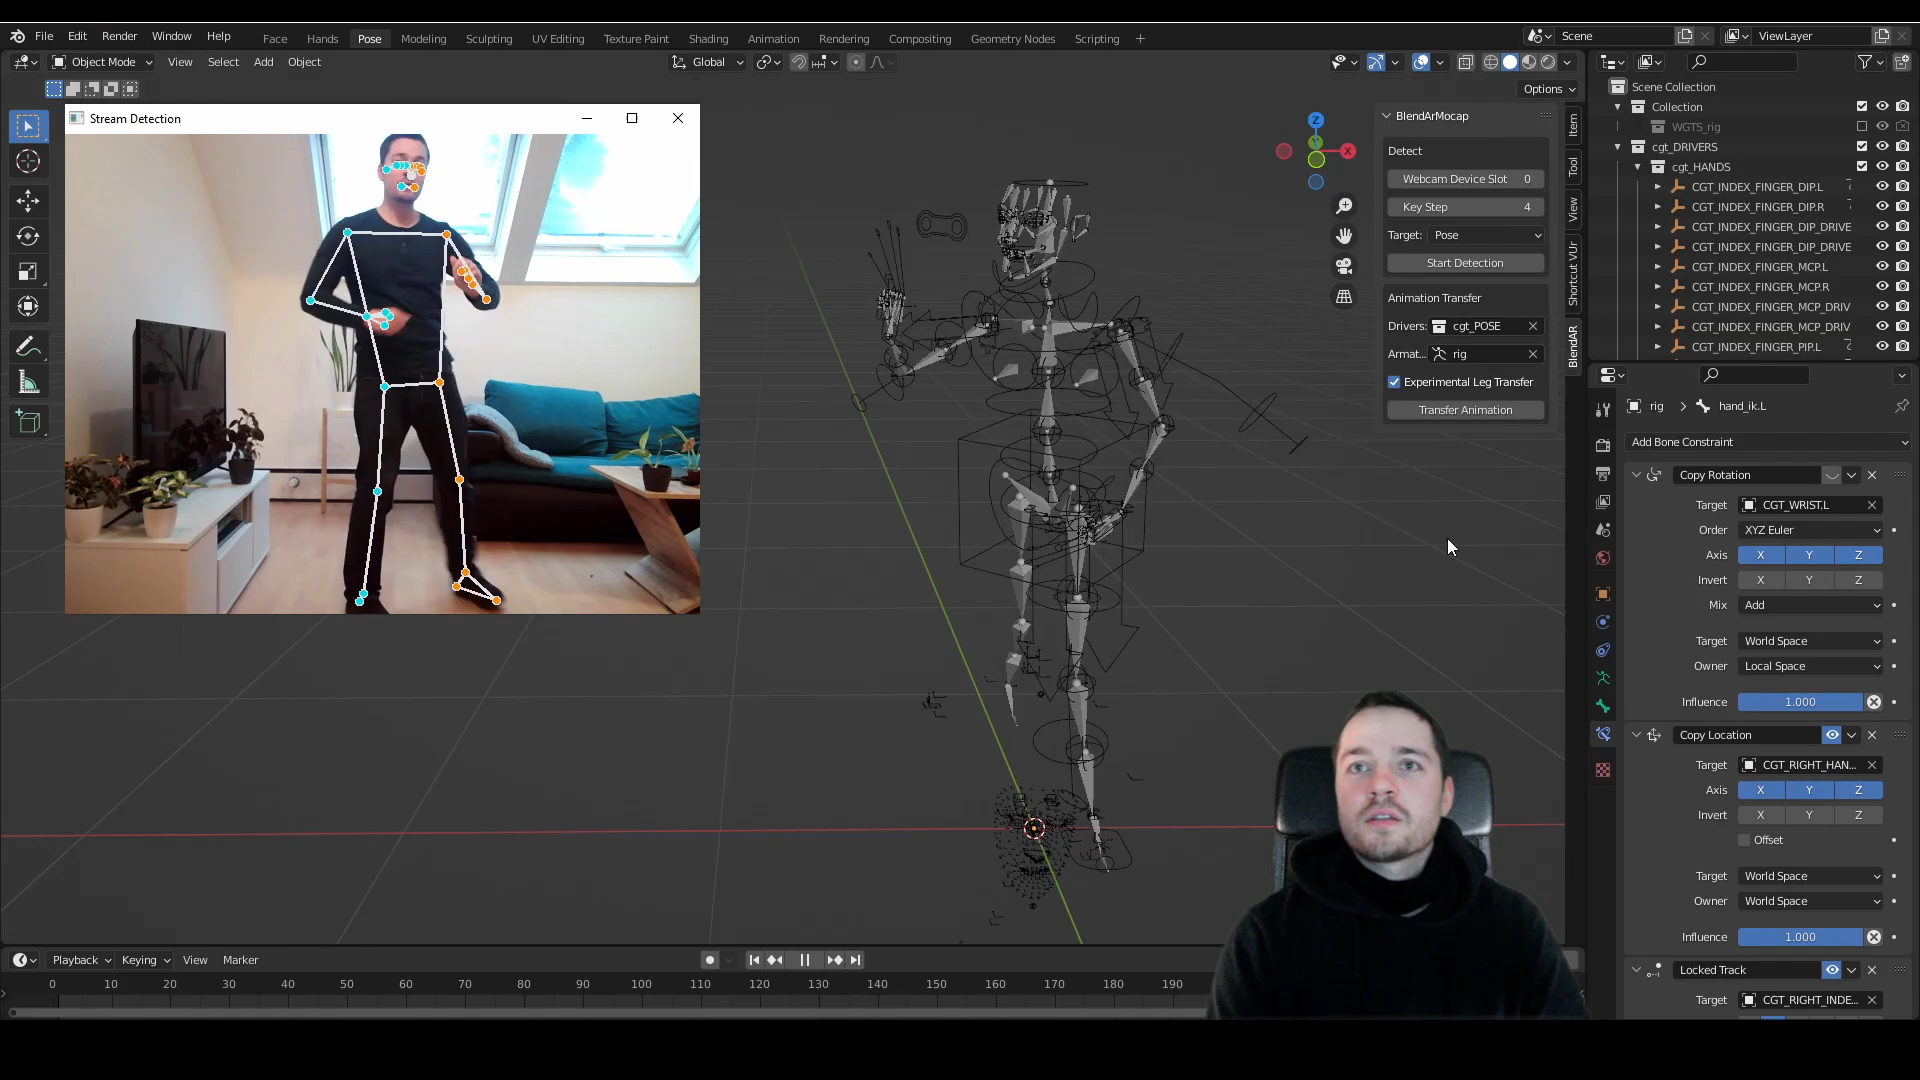 File Edit Render Window Help
Face Hands Pose Modeling Sculpting UV Editing Texture Paint Shading Animation Rendering Compositing Geometry Nodes Scripting +
Scene
ViewLayer
Object Mode View Select Add Object
Global
Options
Stream Detection
Z
X
Item
Tool
View
Shortcut VUr
BlendAR
BlendArMocap
Detect
Webcam Device Slot 0
Key Step 4
Target: Pose
Start Detection
Animation Transfer
Drivers: cgt_POSE
Armat... rig
Experimental Leg Transfer
Transfer Animation
Scene Collection
Collection
WGTS_rig
cgt_DRIVERS
cgt_HANDS
CGT_INDEX_FINGER_DIP.L
CGT_INDEX_FINGER_DIP.R
CGT_INDEX_FINGER_DIP_DRIVE
CGT_INDEX_FINGER_DIP_DRIVE
CGT_INDEX_FINGER_MCP.L
CGT_INDEX_FINGER_MCP.R
CGT_INDEX_FINGER_MCP_DRIV
CGT_INDEX_FINGER_MCP_DRIV
CGT_INDEX_FINGER_PIP.L
rig > hand_ik.L
Add Bone Constraint
Copy Rotation
Target CGT_WRIST.L
Order XYZ Euler
Axis X Y Z
Invert X Y Z
Mix Add
Target World Space
Owner Local Space
Influence 1.000
Copy Location
Target CGT_RIGHT_HAN...
Axis X Y Z
Invert X Y Z
Offset
Target World Space
Owner World Space
Influence 1.000
Locked Track
Target CGT_RIGHT_INDE...
Playback Keying View Marker
0 10 20 30 40 50 60 70 80 90 100 110 120 130 140 150 160 170 180 190